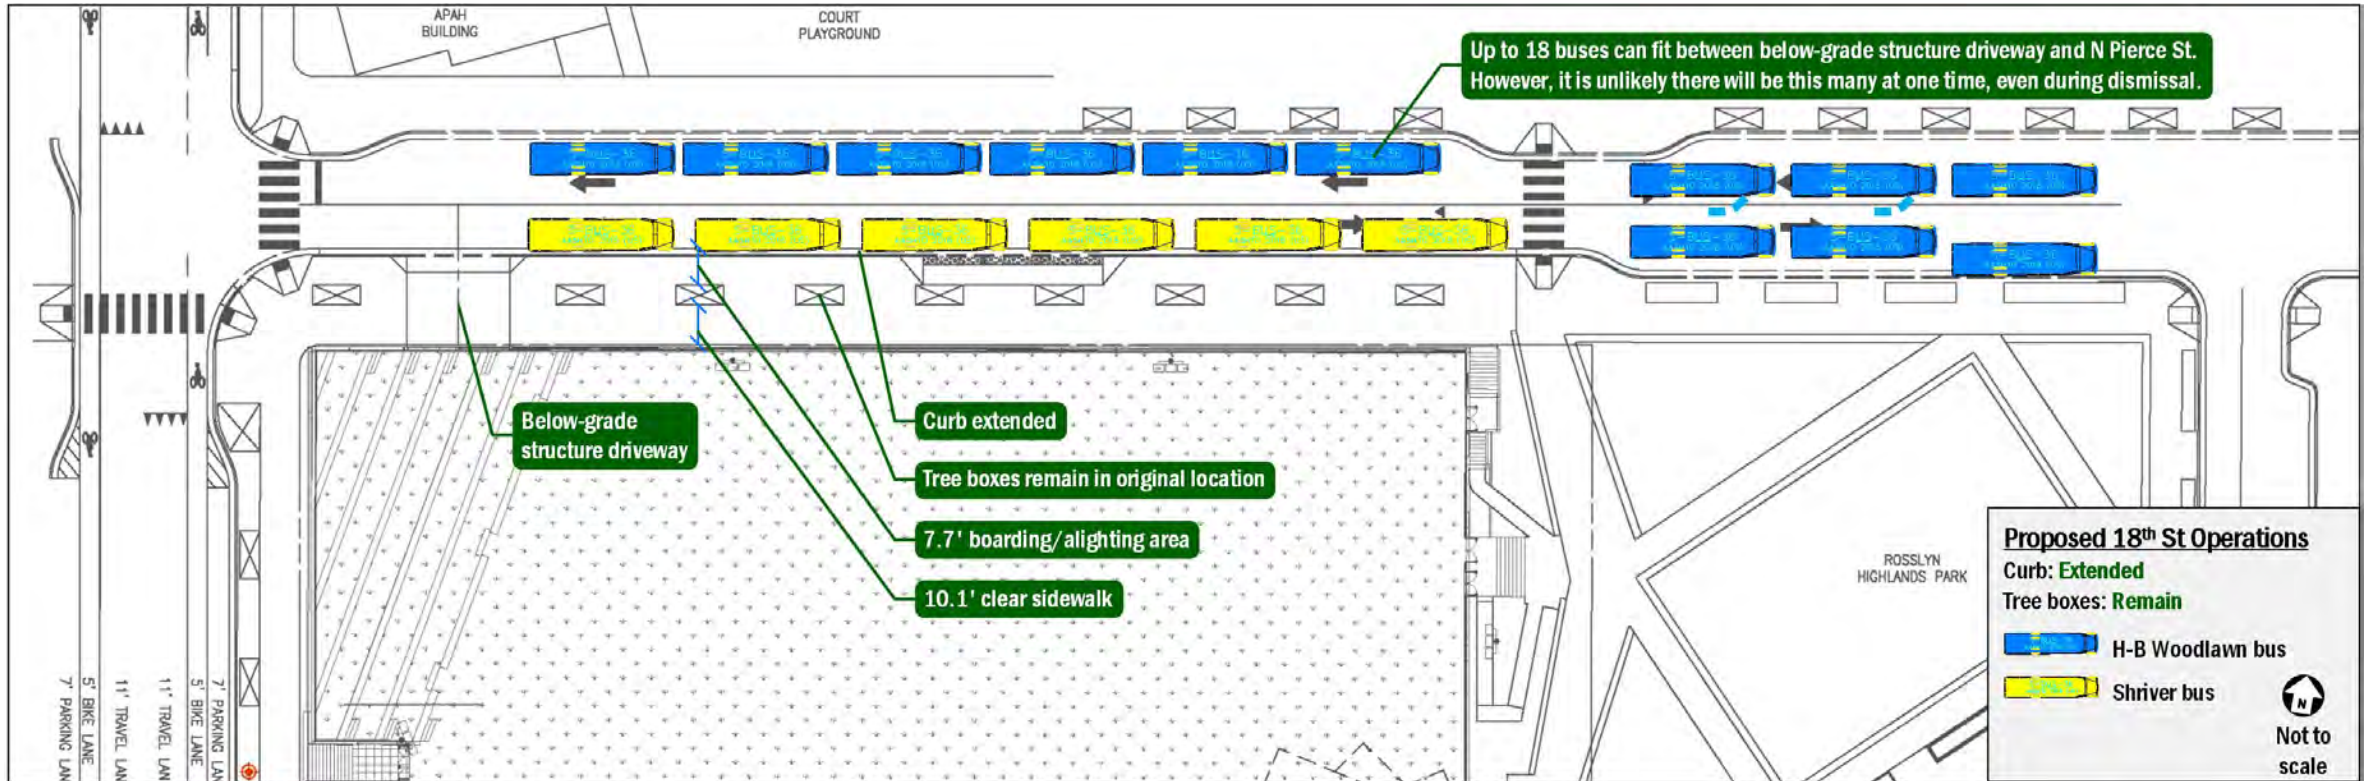 APAH
BUILDING
COURT
PLAYGROUND
Up to 18 buses can fit between below-grade structure driveway and N Pierce St.
However, it is unlikely there will be this many at one time, even during dismissal.
Below-grade
structure driveway
Curb extended
Tree boxes remain in original location
7.7' boarding/alighting area
10.1' clear sidewalk
ROSSLYN
HIGHLANDS PARK
7' PARKING LAN
5' BIKE LANE
11' TRAVEL LAN
11' TRAVEL LAN
5' BIKE LANE
7' PARKING LAN
Proposed 18th St Operations
Curb: Extended
Tree boxes: Remain
H-B Woodlawn bus
Shriver bus
N
Not to
scale